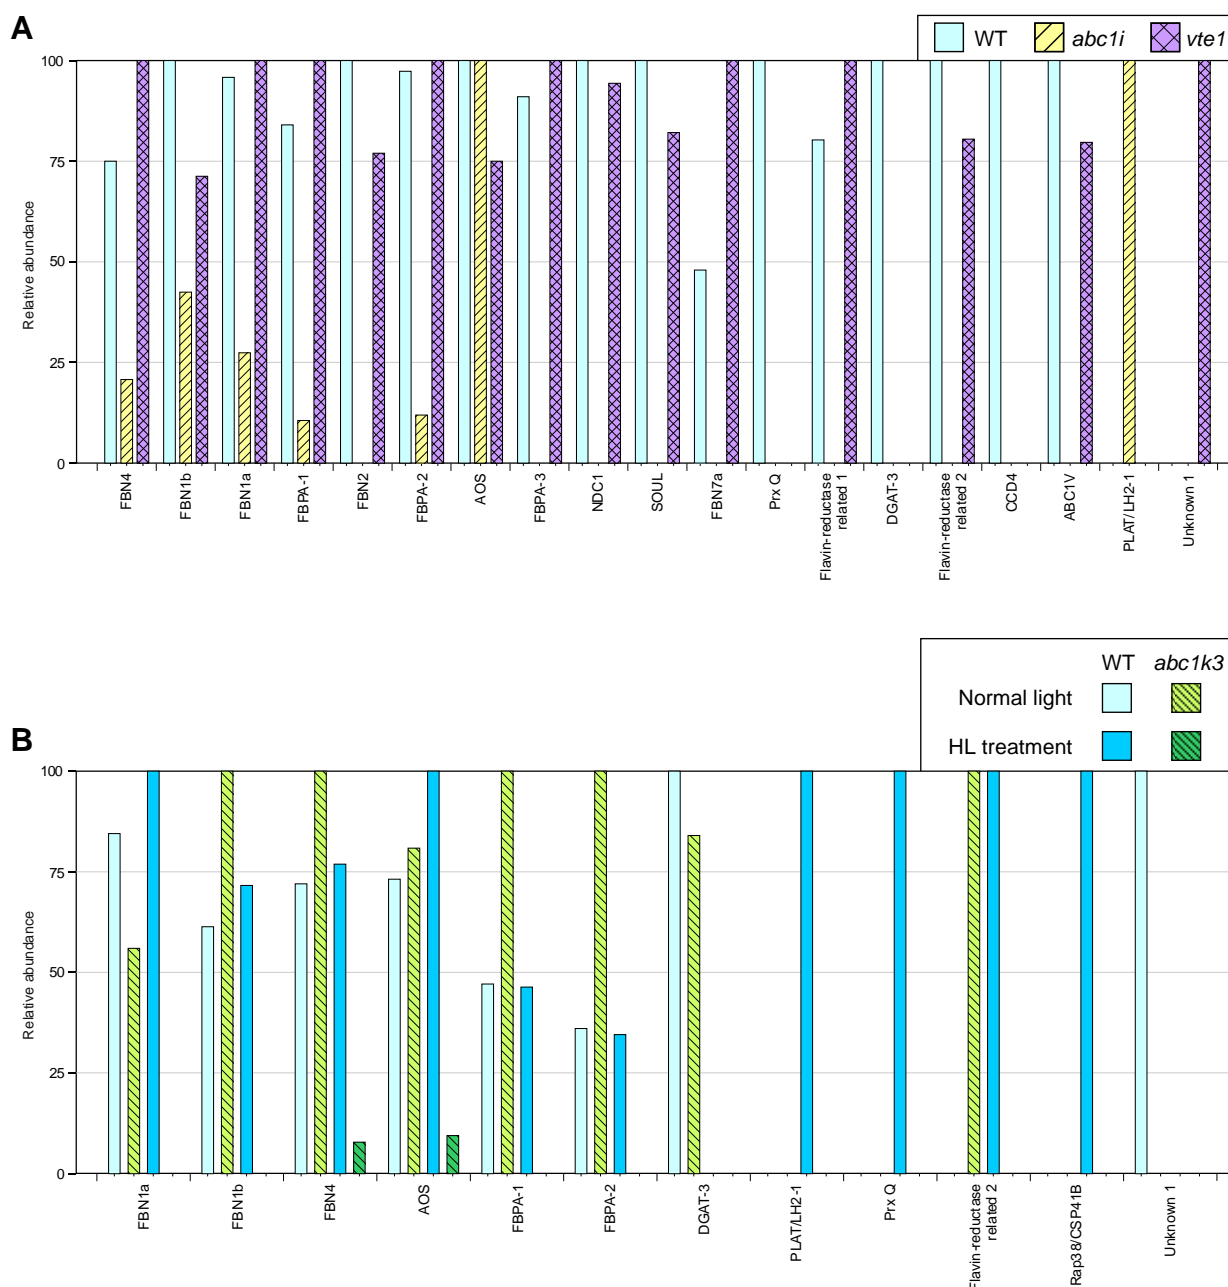 A
WT abc1i vte1
100
75
50
25
0
Relative abundance
FBN4
FBN1b
FBN1a
FBPA-1
FBN2
FBPA-2
AOS
FBPA-3
NDC1
SOUL
FBN7a
Prx Q
Flavin-reductase
related 1
DGAT-3
Flavin-reductase
related 2
CCD4
ABC1V
PLAT/LH2-1
Unknown 1
WT abc1k3
Normal light
HL treatment
B
100
75
50
25
0
Relative abundance
FBN1a
FBN1b
FBN4
AOS
FBPA-1
FBPA-2
DGAT-3
PLAT/LH2-1
Prx Q
Flavin-reductase
related 2
Rap38/CSP41B
Unknown 1